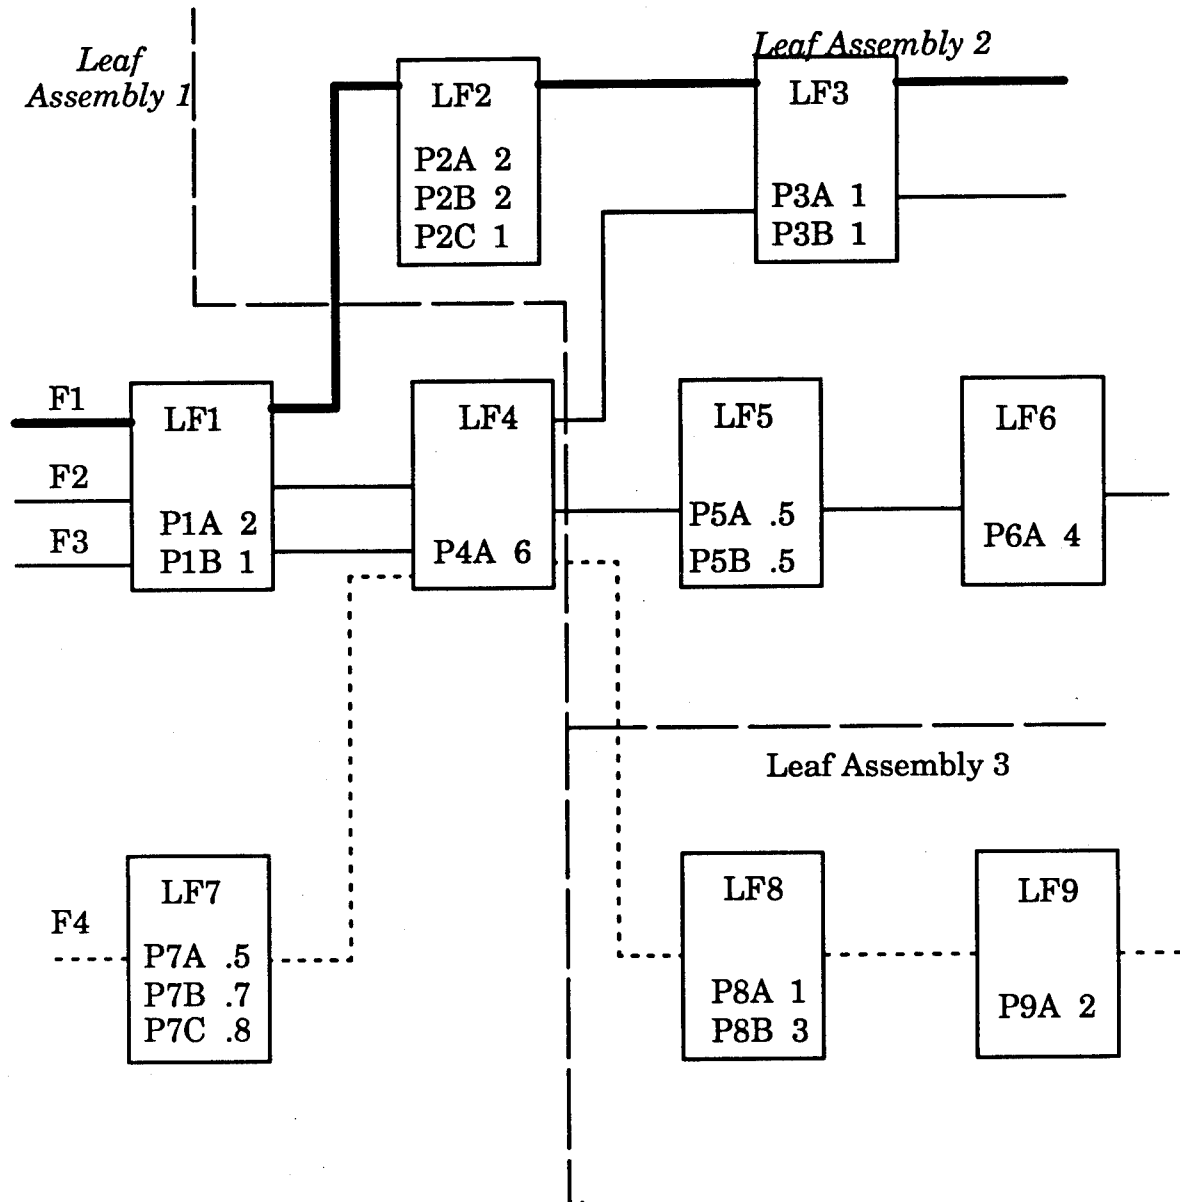 Leaf
Assembly 1
Leaf Assembly 2
LF2
P2A 2
P2B 2
P2C 1
LF3
P3A 1
P3B 1
F1
F2
F3
LF1
P1A 2
P1B 1
LF4
P4A 6
LF5
P5A .5
P5B .5
LF6
P6A 4
Leaf Assembly 3
F4
LF7
P7A .5
P7B .7
P7C .8
LF8
P8A 1
P8B 3
LF9
P9A 2